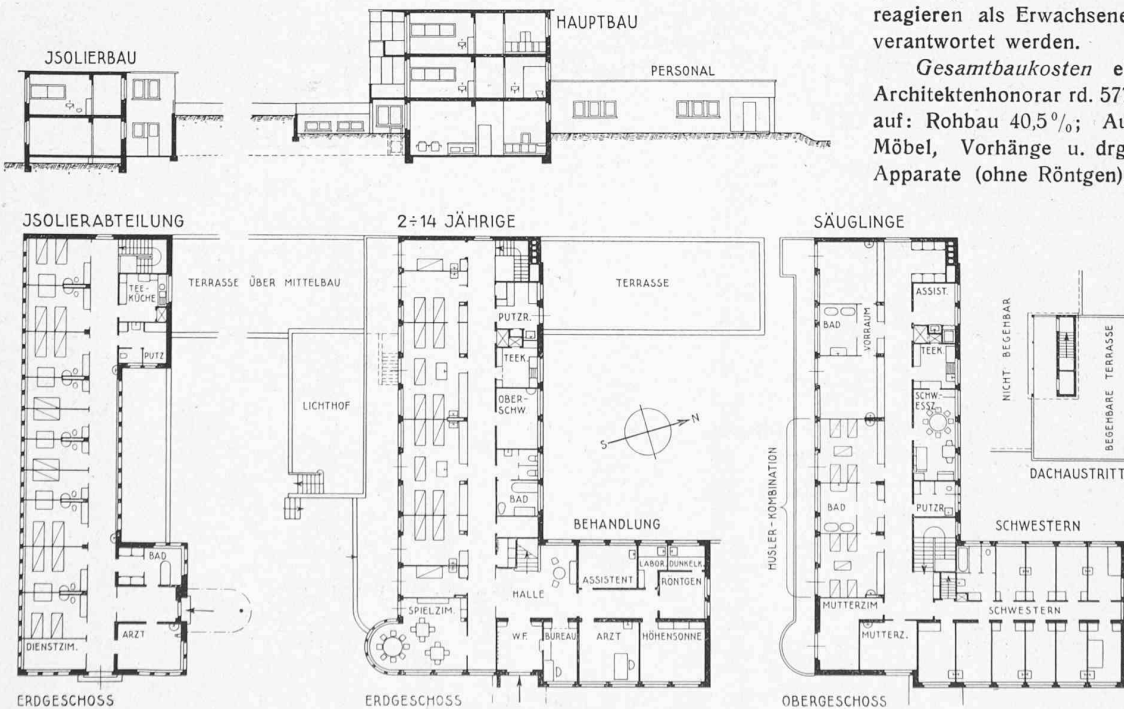 reagieren als Erwachsene
verantwortet werden.
Gesamtbaukosten e
Architektenhonorar rd. 577
auf: Rohbau 40,5%; Au
Möbel, Vorhänge u. drg
Apparate (ohne Röntgen)
JSOLIERBAU
HAUPTBAU
PERSONAL
JSOLIERABTEILUNG
TEE-
KÜCHE
PUTZ
BAD
ARZT
DIENSTZIM.
ERDGESCHOSS
TERRASSE ÜBER MITTELBAU
LICHTHOF
2÷14 JÄHRIGE
PUTZR.
TEEK.
OBER-
SCHW.
BAD
SPIELZIM.
HALLE
W.F.
BUREAU
ERDGESCHOSS
TERRASSE
S
N
BEHANDLUNG
ASSISTENT
LABOR
DUNKELK.
RÖNTGEN
ARZT
HÖHENSONNE
SÄUGLINGE
BAD
VORRAUM
ASSIST.
TEEK.
SCHW.-
ESSZ.
BAD
PUTZR.
HUSLER-KOMBINATION
MUTTERZIM
MUTTERZ.
OBERGESCHOSS
SCHWESTERN
SCHWESTERN
NICHT BEGEHBAR
BEGEHBARE TERRASSE
DACHAUSTRITT